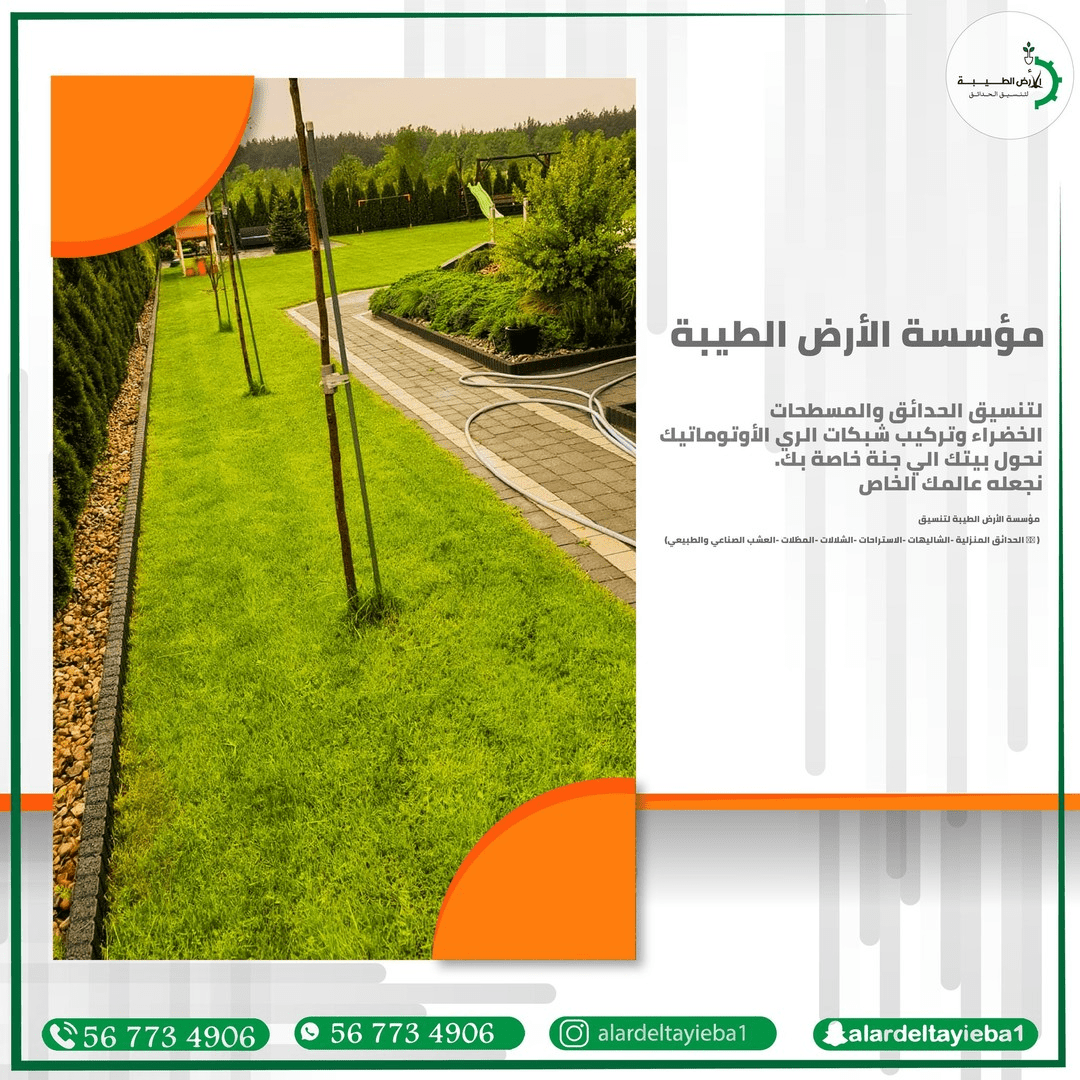 الأرض الطـــيـــبـــة
لتنسيق الحدائق
مؤسسة الأرض الطيبة
لتنسيق الحدائق والمسطحات
الخضراء وتركيب شبكات الري الأوتوماتيك
نحول بيتك الي جنة خاصة بك.
نجعله عالمك الخاص
مؤسسة الأرض الطيبة لتنسيق
( الحدائق المنزلية -الشاليهات -الاستراحات -الشلالات -المظلات -العشب الصناعي والطبيعي)
56 773 4906
56 773 4906
alardeltayieba1
alardeltayieba1